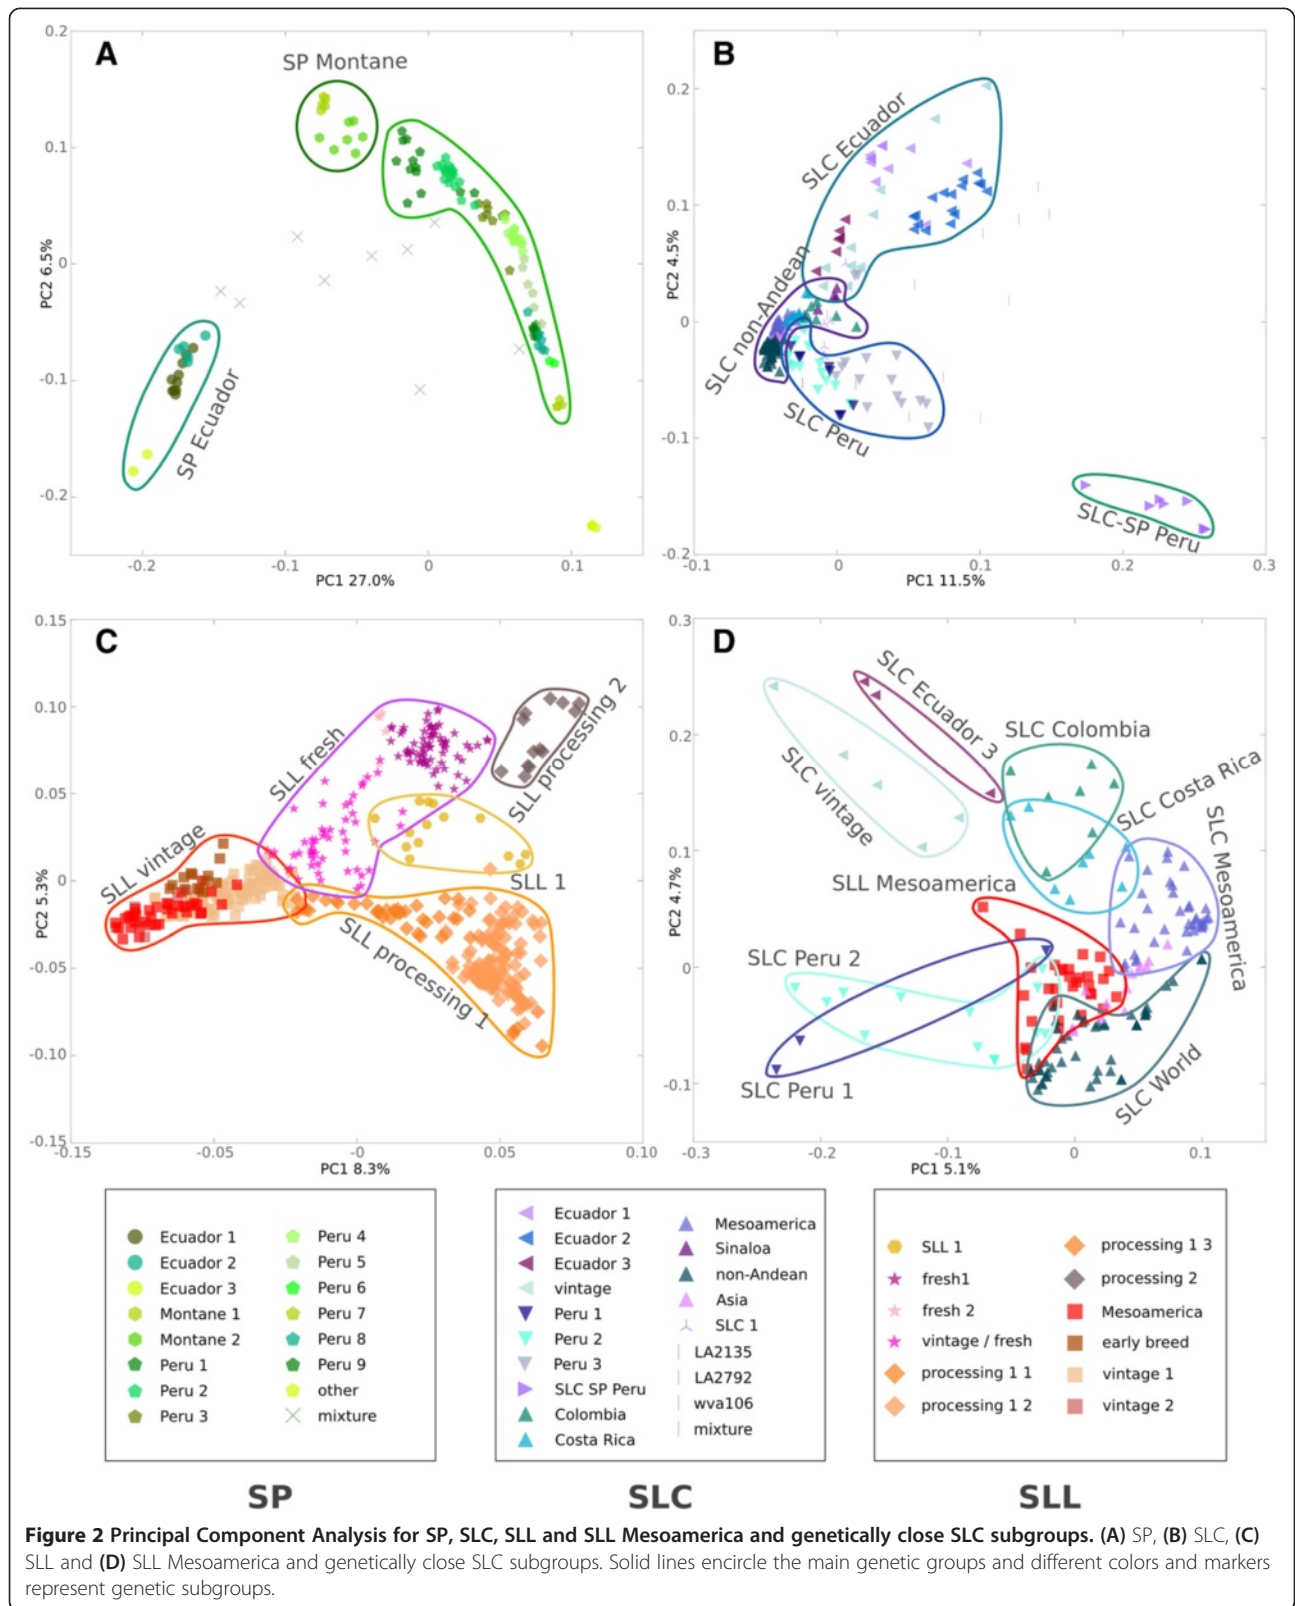 A
SP Montane
SP Ecuador
0.2
0.1
0
-0.1
-0.2
PC2 6.5%
-0.2
-0.1
0
0.1
PC1 27.0%
B
SLC Ecuador
SLC non-Andean
SLC Peru
SLC-SP Peru
0.2
0.1
0
-0.1
-0.2
PC2 4.5%
-0.1
0
0.1
0.2
0.3
PC1 11.5%
C
SLL fresh
SLL processing 2
SLL vintage
SLL 1
SLL processing 1
0.15
0.10
0.05
0
-0.05
-0.10
-0.15
PC2 5.3%
-0.15
-0.05
-0
0.05
0.10
PC1 8.3%
D
SLC Ecuador 3
SLC vintage
SLC Colombia
SLC Costa Rica
SLC Mesoamerica
SLL Mesoamerica
SLC Peru 2
SLC Peru 1
SLC World
0.3
0.2
0.1
0
-0.1
PC2 4.7%
-0.3
-0.2
-0.1
0
0.1
PC1 5.1%
Ecuador 1
Ecuador 2
Ecuador 3
Montane 1
Montane 2
Peru 1
Peru 2
Peru 3
Peru 4
Peru 5
Peru 6
Peru 7
Peru 8
Peru 9
other
mixture
SP
Ecuador 1
Ecuador 2
Ecuador 3
vintage
Peru 1
Peru 2
Peru 3
SLC SP Peru
Colombia
Costa Rica
Mesoamerica
Sinaloa
non-Andean
Asia
SLC 1
LA2135
LA2792
wva106
mixture
SLC
SLL 1
fresh1
fresh 2
vintage / fresh
processing 1 1
processing 1 2
processing 1 3
processing 2
Mesoamerica
early breed
vintage 1
vintage 2
SLL
Figure 2 Principal Component Analysis for SP, SLC, SLL and SLL Mesoamerica and genetically close SLC subgroups. (A) SP, (B) SLC, (C)
SLL and (D) SLL Mesoamerica and genetically close SLC subgroups. Solid lines encircle the main genetic groups and different colors and markers
represent genetic subgroups.